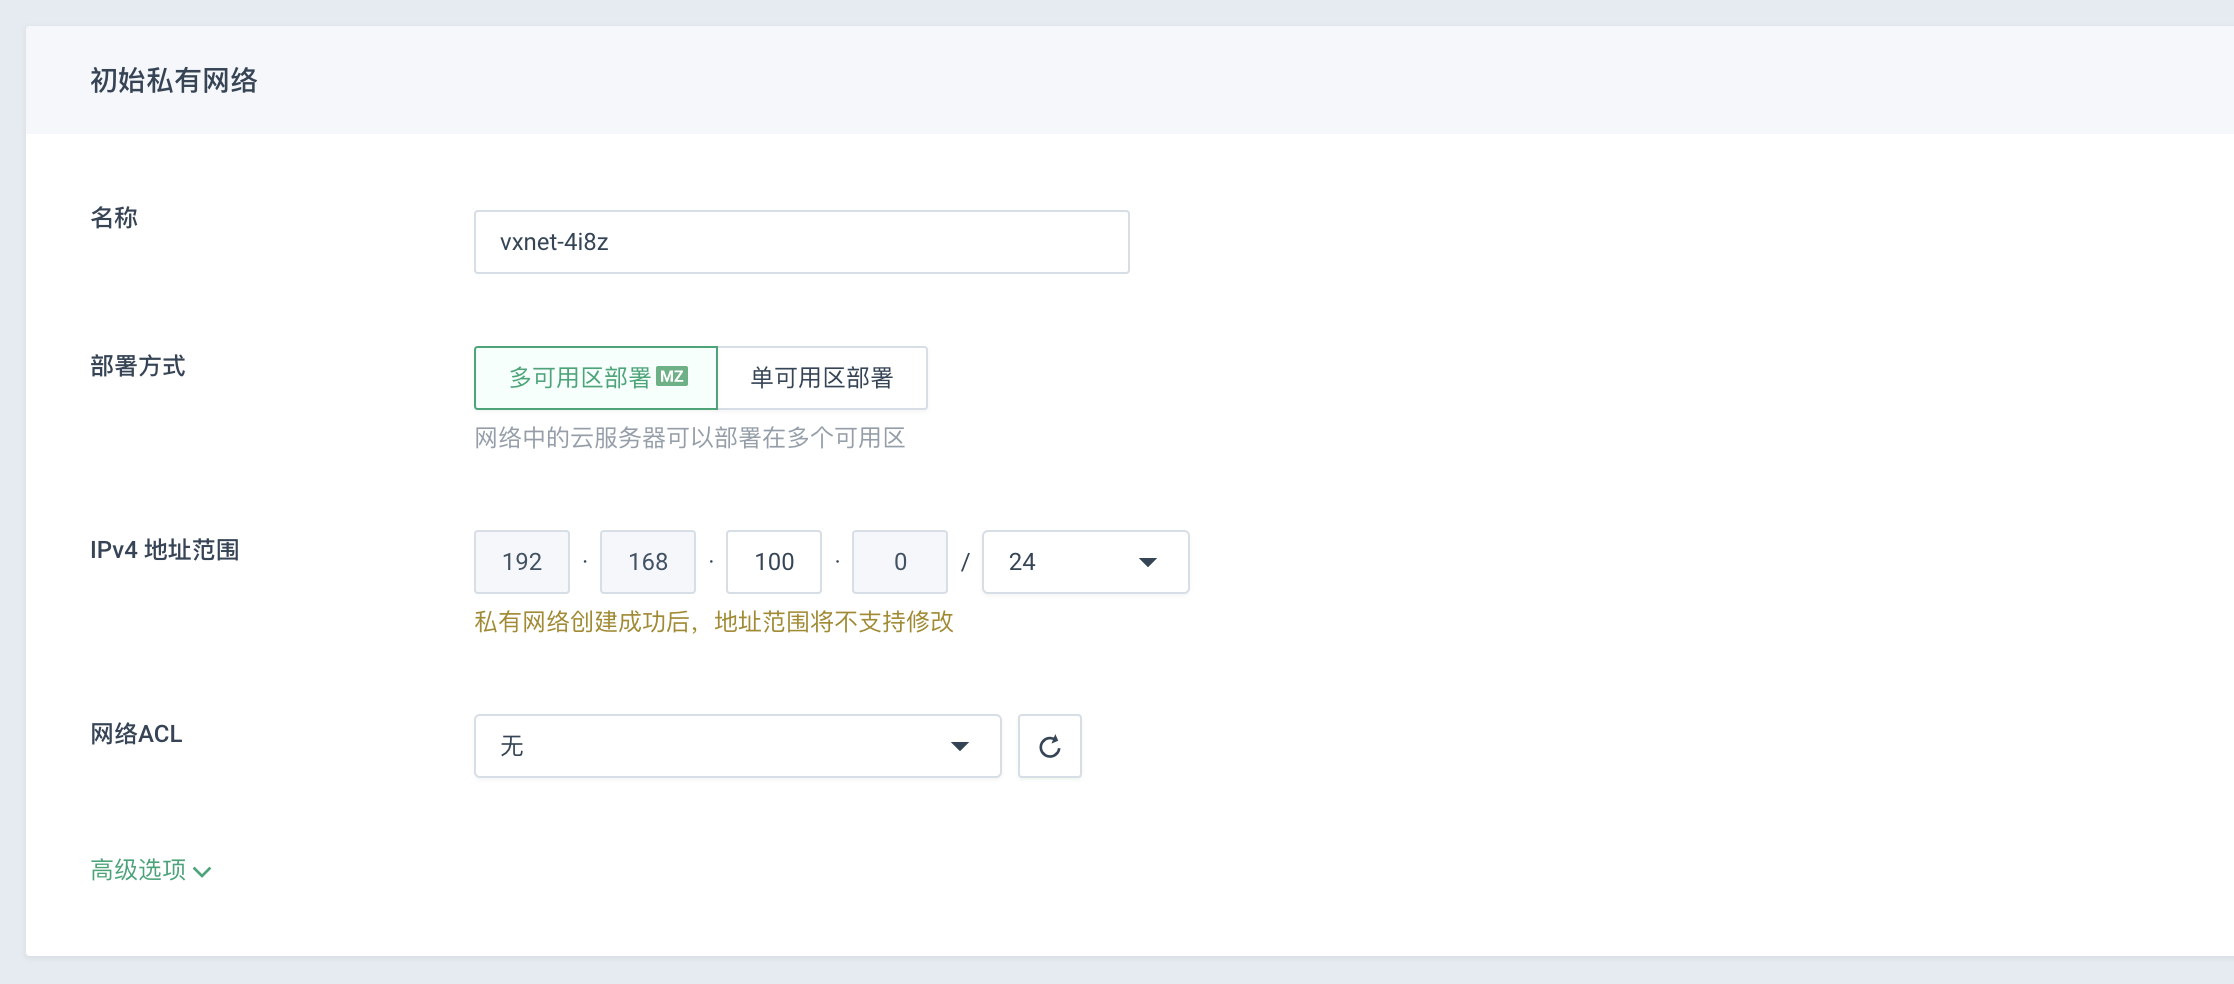 初始私有网络
名称
vxnet-4i8z
部署方式
多可用区部署 MZ 单可用区部署
网络中的云服务器可以部署在多个可用区
IPv4 地址范围
192 · 168 · 100 · 0 / 24
私有网络创建成功后，地址范围将不支持修改
网络ACL
无
高级选项